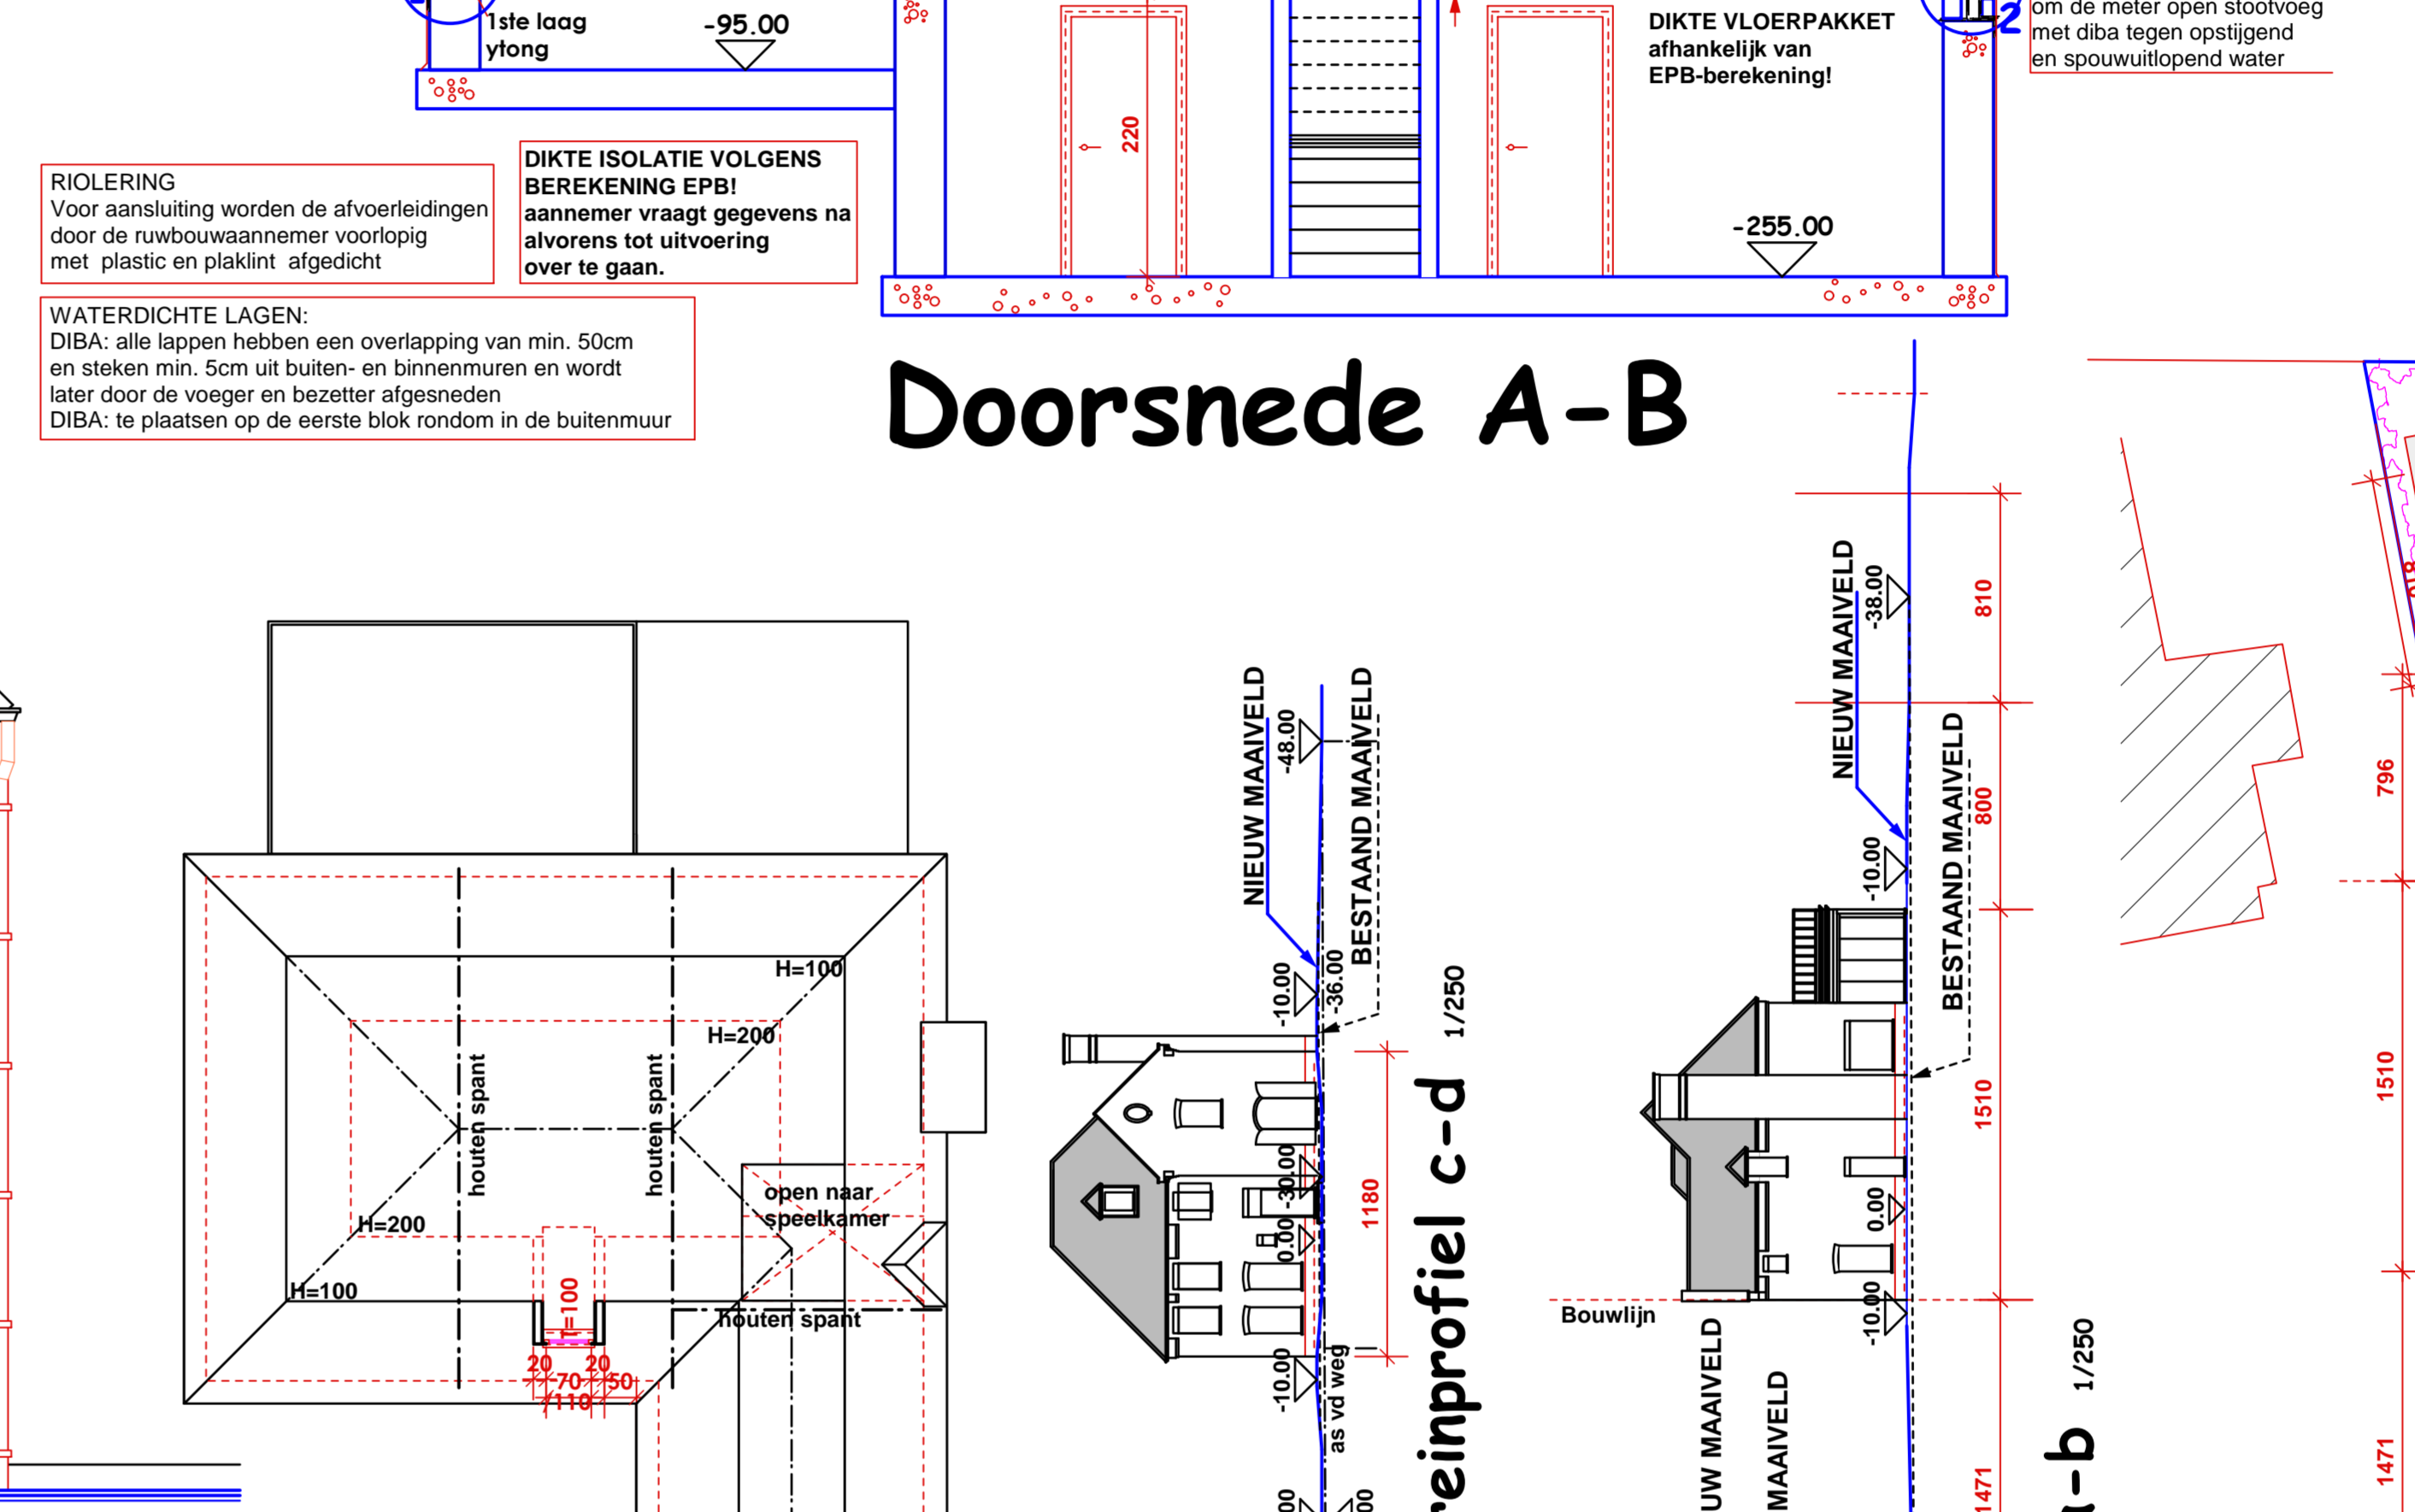 1ste laag
ytong
-95.00
220
DIKTE VLOERPAKKET
afhankelijk van
EPB-berekening!
2
om de meter open stootvoeg
met diba tegen opstijgend
en spouwuitlopend water
-255.00
RIOLERING
Voor aansluiting worden de afvoerleidingen
door de ruwbouwaannemer voorlopig
met plastic en plaklint afgedicht
DIKTE ISOLATIE VOLGENS
BEREKENING EPB!
aannemer vraagt gegevens na
alvorens tot uitvoering
over te gaan.
WATERDICHTE LAGEN:
DIBA: alle lappen hebben een overlapping van min. 50cm
en steken min. 5cm uit buiten- en binnenmuren en wordt
later door de voeger en bezetter afgesneden
DIBA: te plaatsen op de eerste blok rondom in de buitenmuur
Doorsnede A-B
H=100
H=200
houten spant
houten spant
open naar
speelkamer
H=200
H=100
houten spant
20
20
70
50
110
NIEUW MAAIVELD
-48.00
BESTAAND MAAIVELD
-10.00
-36.00
-30.00
0.00
-10.00
as vd weg
1180
reinprofiel c-d 1/250
NIEUW MAAIVELD
-38.00
810
800
-10.00
BESTAAND MAAIVELD
1510
0.00
-10.00
Bouwlijn
UW MAAIVELD
MAAIVELD
1471
a-b 1/250
796
1510
1471